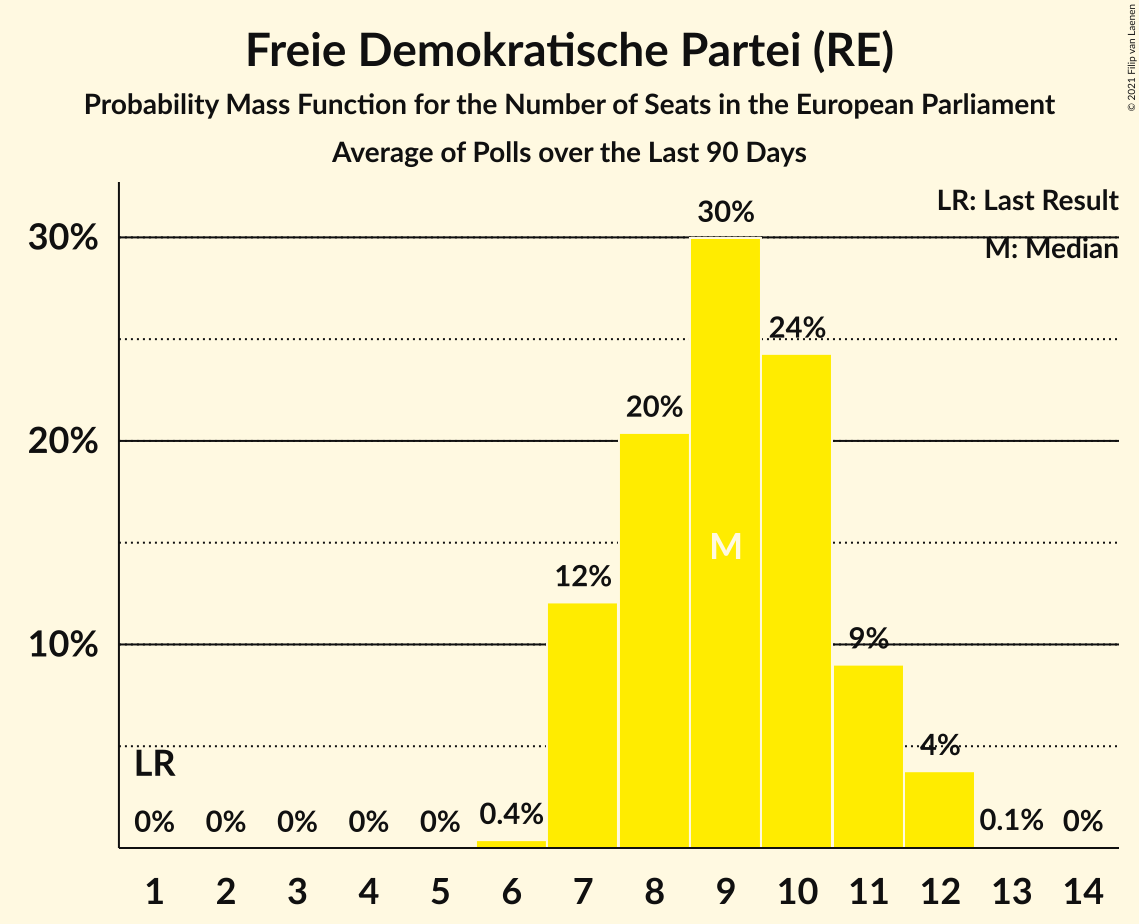 Freie Demokratische Partei (RE)
Probability Mass Function for the Number of Seats in the European Parliament
Average of Polls over the Last 90 Days
© 2021 Filip van Laenen
LR: Last Result
M: Median
30%
20%
10%
30%
24%
20%
M
12%
9%
4%
LR
0% 0% 0% 0% 0% 0.4% 0.1% 0%
1 2 3 4 5 6 7 8 9 10 11 12 13 14